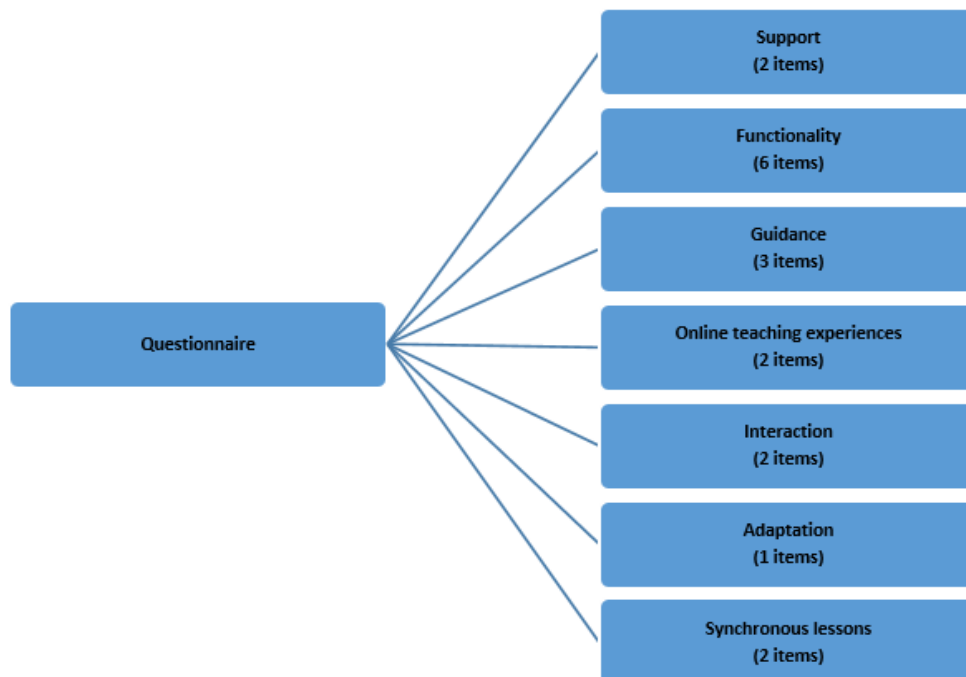 Support
(2 items)
Functionality
(6 items)
Guidance
(3 items)
Questionnaire
Online teaching experiences
(2 items)
Interaction
(2 items)
Adaptation
(1 items)
Synchronous lessons
(2 items)